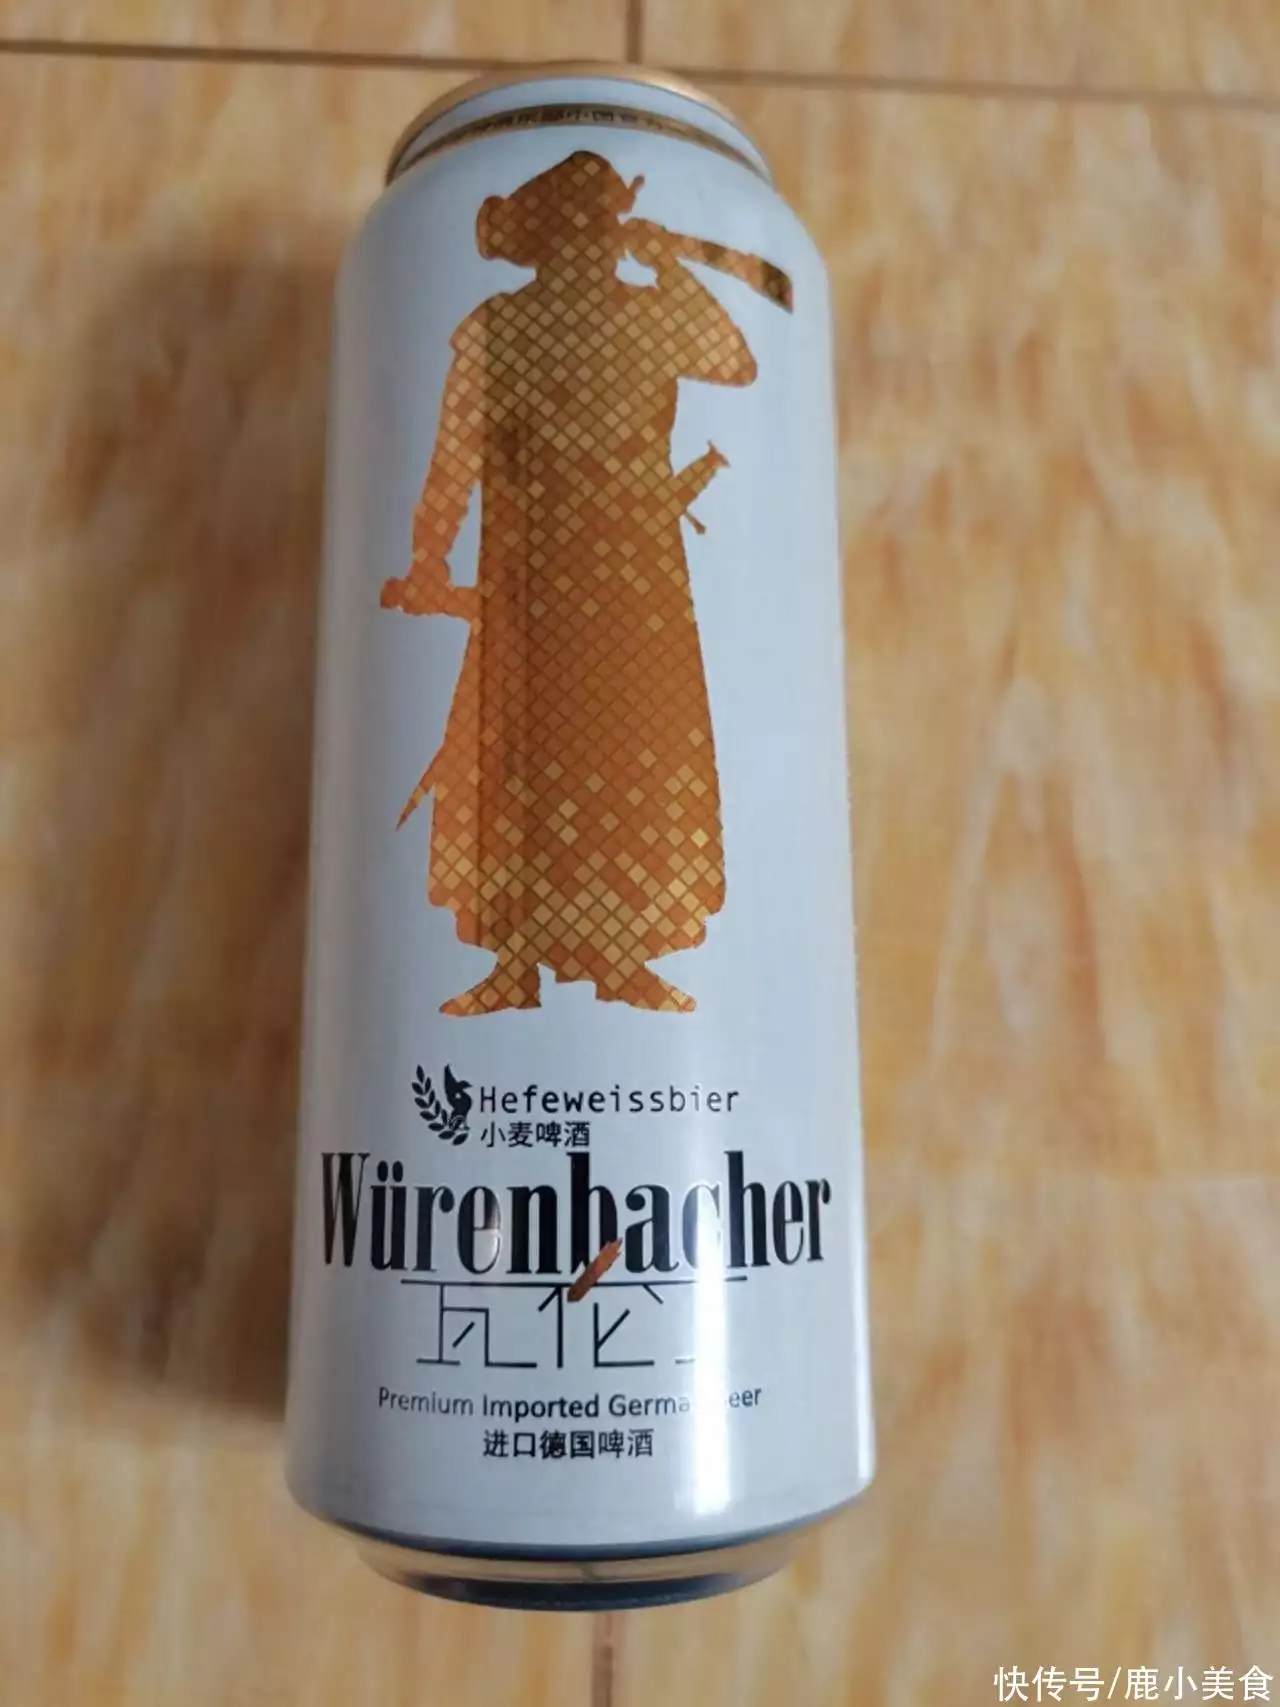 Hefeweissbier
小麦啤酒
Würenbacher
瓦伦
Premium Imported German Beer
进口德国啤酒
快传号/鹿小美食